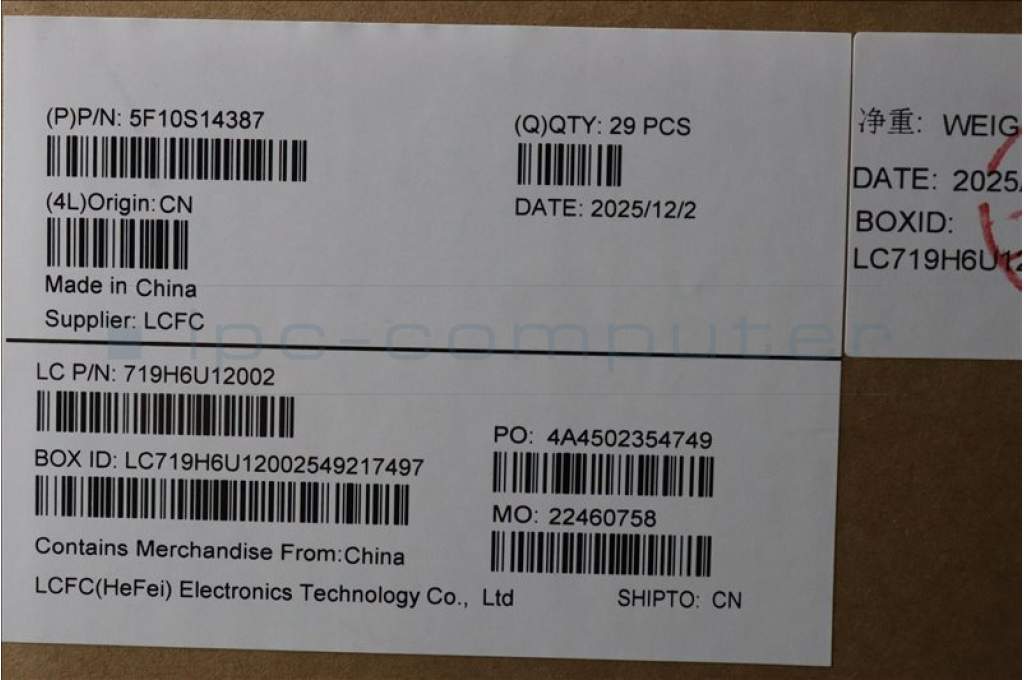 (P)P/N: 5F10S14387
(Q)QTY: 29 PCS
(4L)Origin:CN
DATE: 2025/12/2
Made in China
Supplier: LCFC
LC P/N: 719H6U12002
PO: 4A4502354749
BOX ID: LC719H6U12002549217497
MO: 22460758
Contains Merchandise From:China
LCFC(HeFei) Electronics Technology Co., Ltd
SHIPTO: CN
净重: WEIG
DATE: 2025/
BOXID:
LC719H6U12
ipc-computer